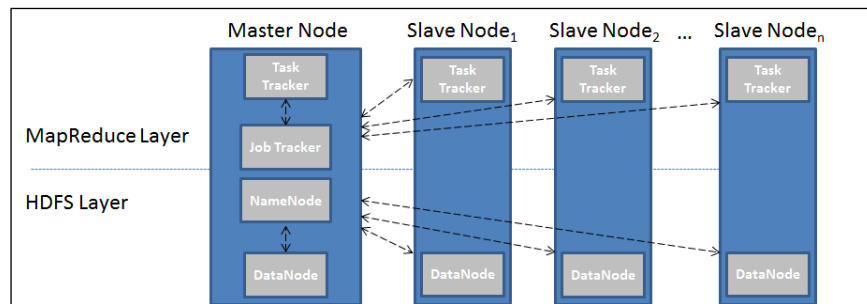 Master Node
Slave Node1
Slave Node2
...
Slave Noden
Task
Tracker
Task
Tracker
Task
Tracker
Task
Tracker
MapReduce Layer
Job Tracker
HDFS Layer
NameNode
DataNode
DataNode
DataNode
DataNode